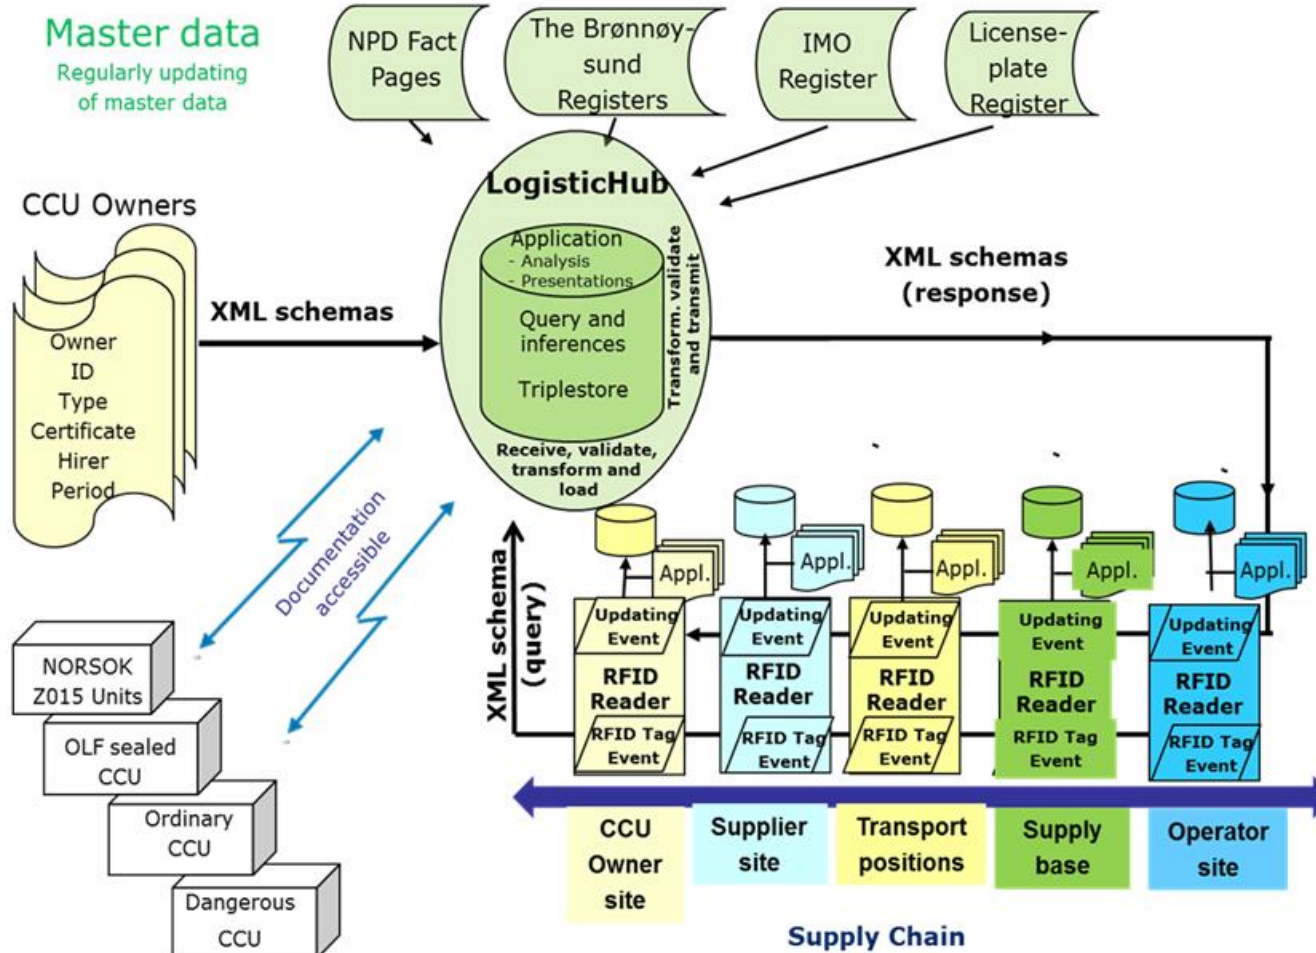 Master data
Regularly updating
of master data
NPD Fact
Pages
The Brønnøy-
sund
Registers
IMO
Register
License-
plate
Register
CCU Owners
Owner
ID
Type
Certificate
Hirer
Period
XML schemas
LogisticHub
Application
- Analysis
- Presentations
Query and
inferences
Triplestore
Transform. validate
and transmit
Receive, validate,
transform and
load
XML schemas
(response)
Documentation
accessible
NORSOK
Z015 Units
OLF sealed
CCU
Ordinary
CCU
Dangerous
CCU
XML schema
(query)
Appl.
Updating
Event
RFID
Reader
RFID Tag
Event
Appl.
Updating
Event
RFID
Reader
RFID Tag
Event
Appl.
Updating
Event
RFID
Reader
RFID Tag
Event
Appl.
Updating
Event
RFID
Reader
RFID Tag
Event
Appl.
Updating
Event
RFID
Reader
RFID Tag
Event
CCU
Owner
site
Supplier
site
Transport
positions
Supply
base
Operator
site
Supply Chain